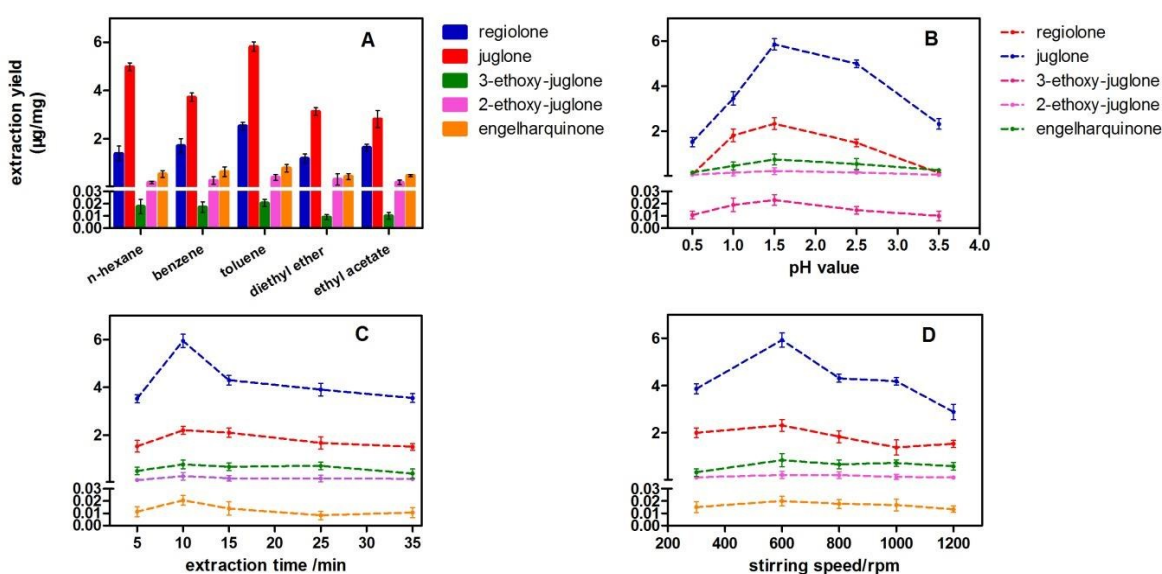 extraction yield
(µg/mg)
A
6
4
2
0.03
0.02
0.01
0.00
n-hexane
benzene
toluene
diethyl ether
ethyl acetate
regiolone
juglone
3-ethoxy-juglone
2-ethoxy-juglone
engelharquinone
B
6
4
2
0.03
0.02
0.01
0.00
0.5 1.0 1.5 2.5 3.0 3.5 4.0
pH value
regiolone
juglone
3-ethoxy-juglone
2-ethoxy-juglone
engelharquinone
C
6
4
2
0.03
0.02
0.01
0.00
5 10 15 20 25 30 35
extraction time /min
D
6
4
2
0.03
0.02
0.01
0.00
200 400 600 800 1000 1200
stirring speed/rpm